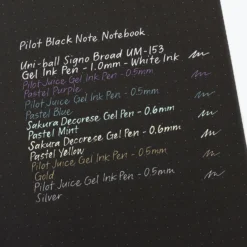 Pilot Black Note Notebook
Uni-ball Signo Broad UM-153
Gel Ink Pen - 1.0mm - White Ink
Pilot Juice Gel Ink Pen - 0.5mm
Pastel Purple
Pilot Juice Gel Ink Pen - 0.5mm
Pastel Blue
Sakura Decorese Gel Pen - 0.6mm
Pastel Mint
Sakura Decorese Gel Pen - 0.6mm
Pastel Yellow
Pilot Juice Gel Ink Pen - 0.5mm
Gold
Pilot Juice Gel Ink Pen - 0.5mm
Silver